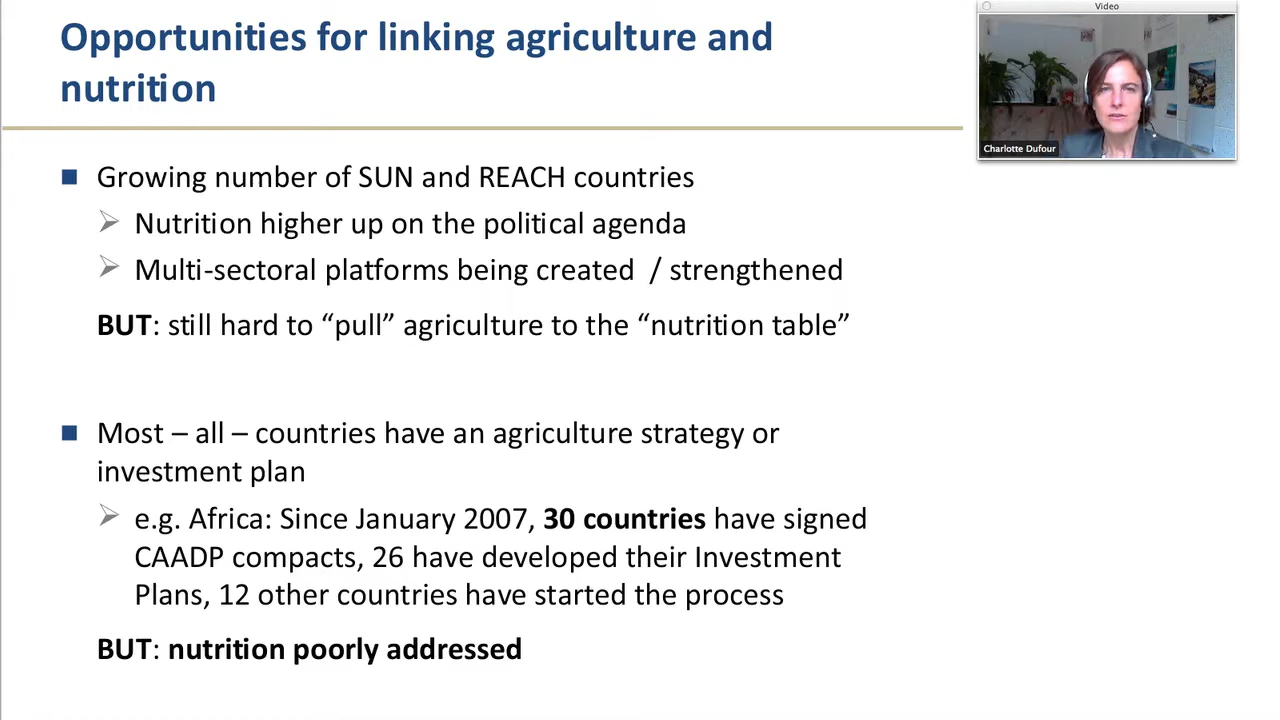 Opportunities for linking agriculture and
nutrition
Video
Charlotte Dufour
■ Growing number of SUN and REACH countries
➢ Nutrition higher up on the political agenda
➢ Multi-sectoral platforms being created / strengthened
BUT: still hard to “pull” agriculture to the “nutrition table”
■ Most – all – countries have an agriculture strategy or
investment plan
➢ e.g. Africa: Since January 2007, 30 countries have signed
CAADP compacts, 26 have developed their Investment
Plans, 12 other countries have started the process
BUT: nutrition poorly addressed